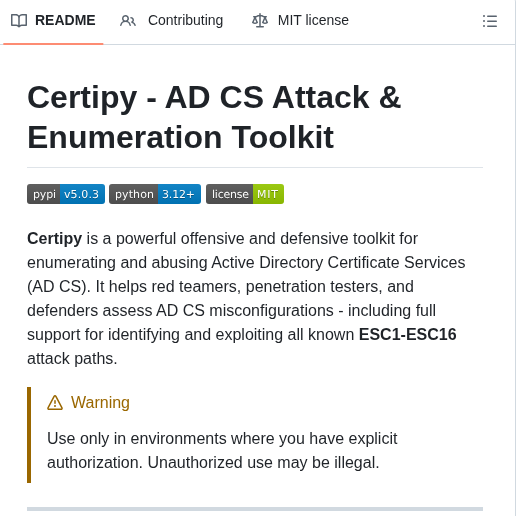 README Contributing MIT license
Certipy - AD CS Attack &
Enumeration Toolkit
pypi v5.0.3 python 3.12+ license MIT
Certipy is a powerful offensive and defensive toolkit for
enumerating and abusing Active Directory Certificate Services
(AD CS). It helps red teamers, penetration testers, and
defenders assess AD CS misconfigurations - including full
support for identifying and exploiting all known ESC1-ESC16
attack paths.
Warning
Use only in environments where you have explicit
authorization. Unauthorized use may be illegal.